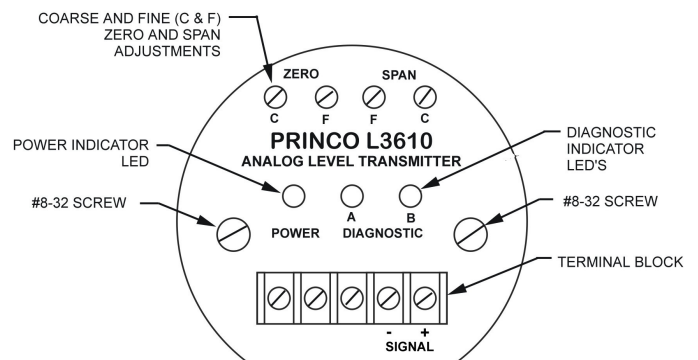 COARSE AND FINE (C & F)
ZERO AND SPAN
ADJUSTMENTS
ZERO SPAN
C F F C
PRINCO L3610
ANALOG LEVEL TRANSMITTER
POWER INDICATOR
LED
DIAGNOSTIC
INDICATOR
LED'S
#8-32 SCREW
#8-32 SCREW
A B
POWER DIAGNOSTIC
TERMINAL BLOCK
- +
SIGNAL